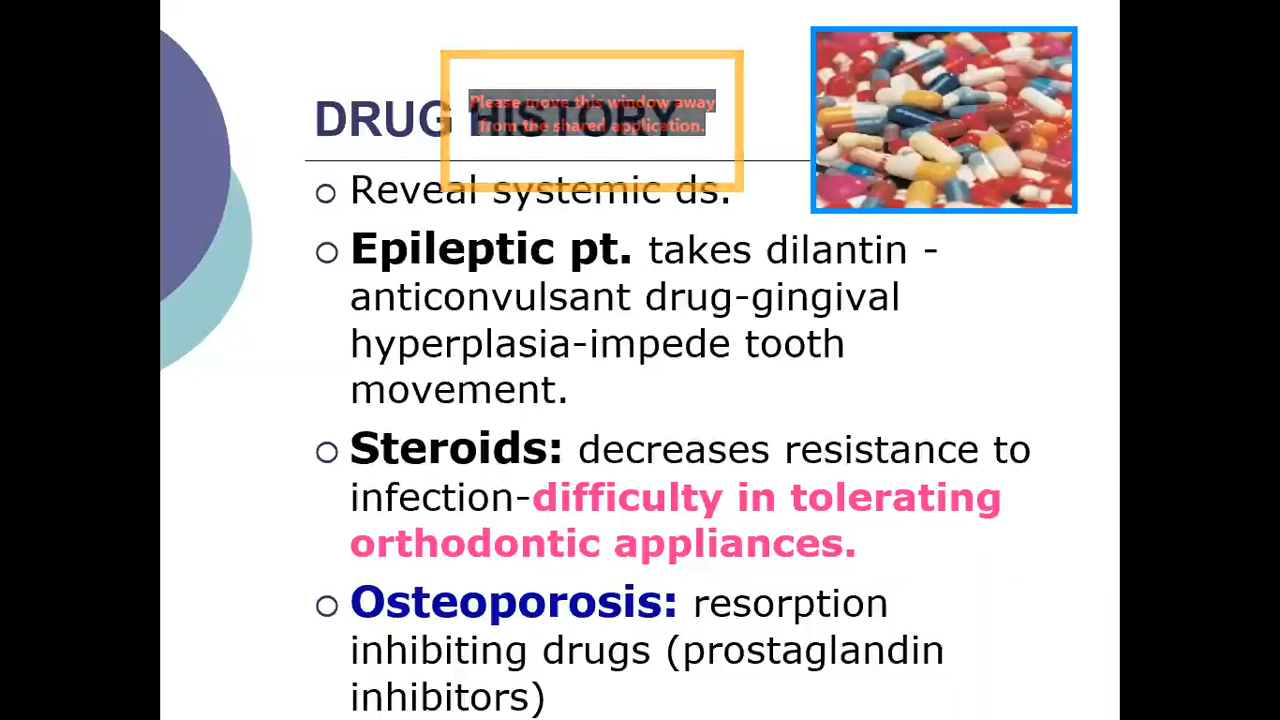 DRUG HISTORY
Please move this window away
from the shared application.
Reveal systemic ds.
Epileptic pt. takes dilantin -
anticonvulsant drug-gingival
hyperplasia-impede tooth
movement.
Steroids: decreases resistance to
infection-difficulty in tolerating
orthodontic appliances.
Osteoporosis: resorption
inhibiting drugs (prostaglandin
inhibitors)